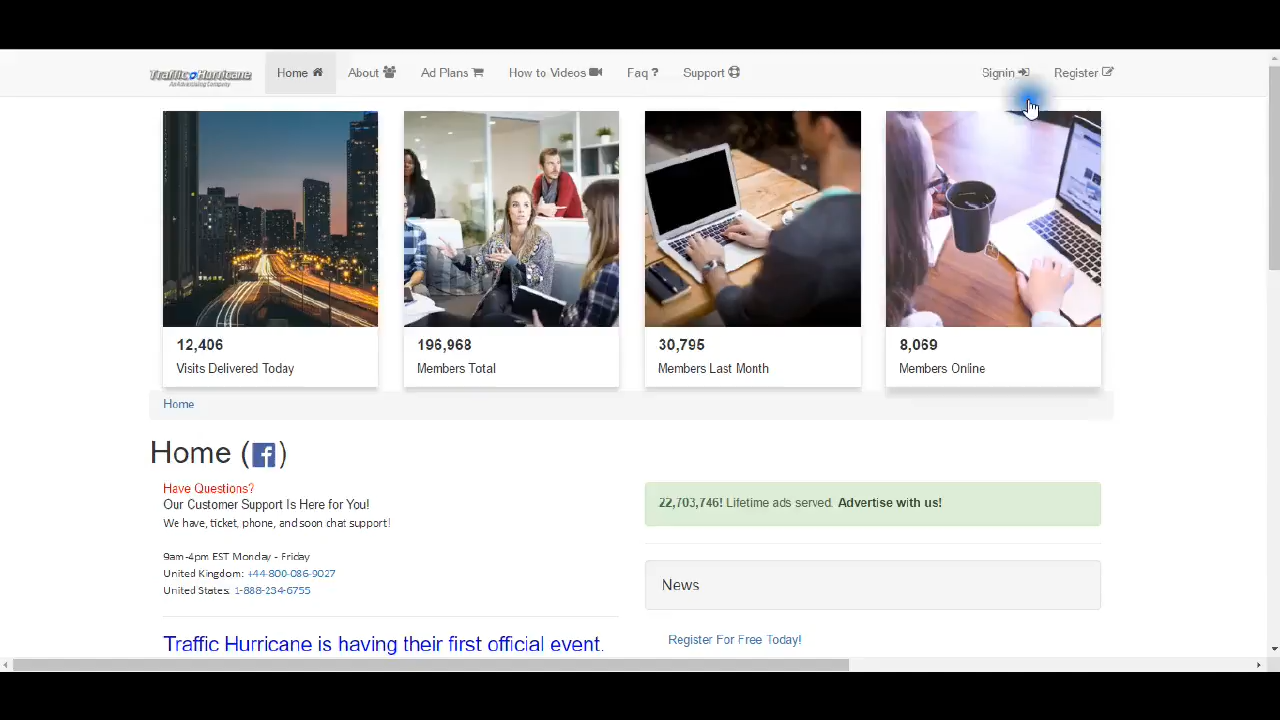 Traffic Hurricane
An Advertising Company
Home
About
Ad Plans
How to Videos
Faq ?
Support
Signin
Register
12,406
Visits Delivered Today
196,968
Members Total
30,795
Members Last Month
8,069
Members Online
Home
Home ( f )
Have Questions?
Our Customer Support Is Here for You!
We have, ticket, phone, and soon chat support!
9am-4pm EST Monday - Friday
United Kingdom: +44-800-086-9027
United States: 1-888-234-6755
Traffic Hurricane is having their first official event.
22,703,746! Lifetime ads served. Advertise with us!
News
Register For Free Today!